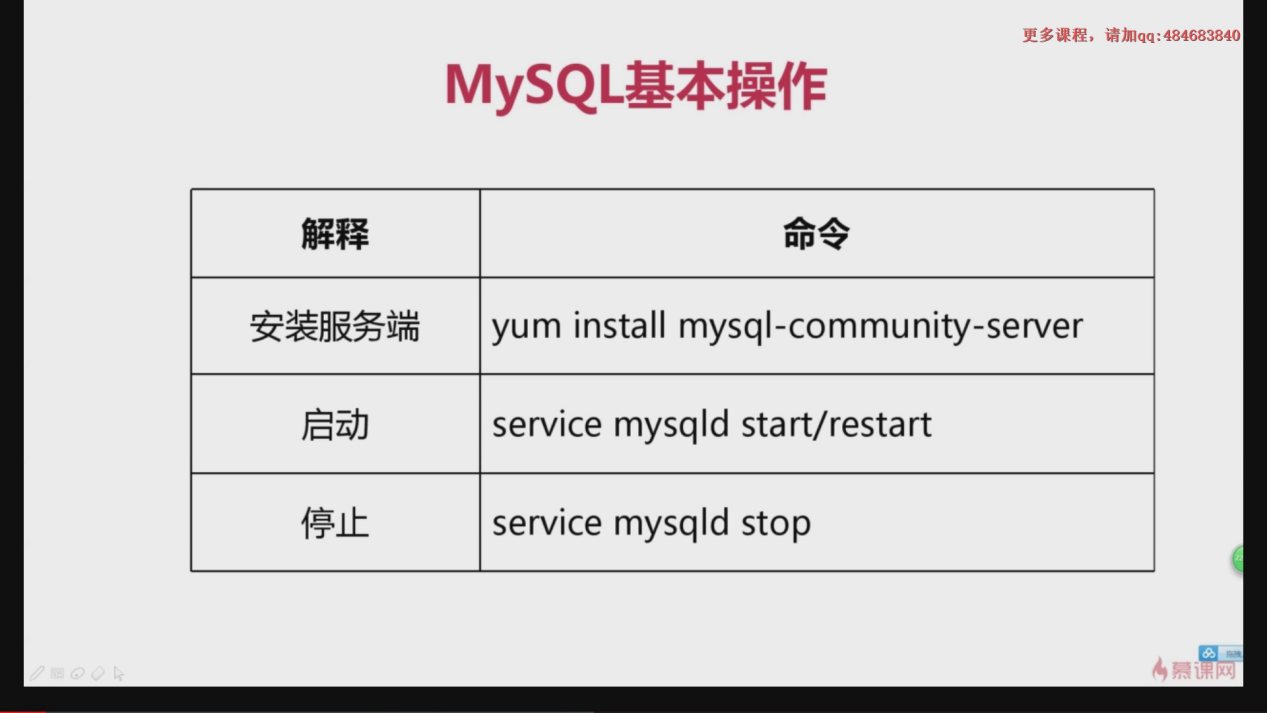 更多课程，请加qq:484683840
MySQL基本操作
解释 命令
安装服务端 yum install mysql-community-server
启动 service mysqld start/restart
停止 service mysqld stop
慕课网